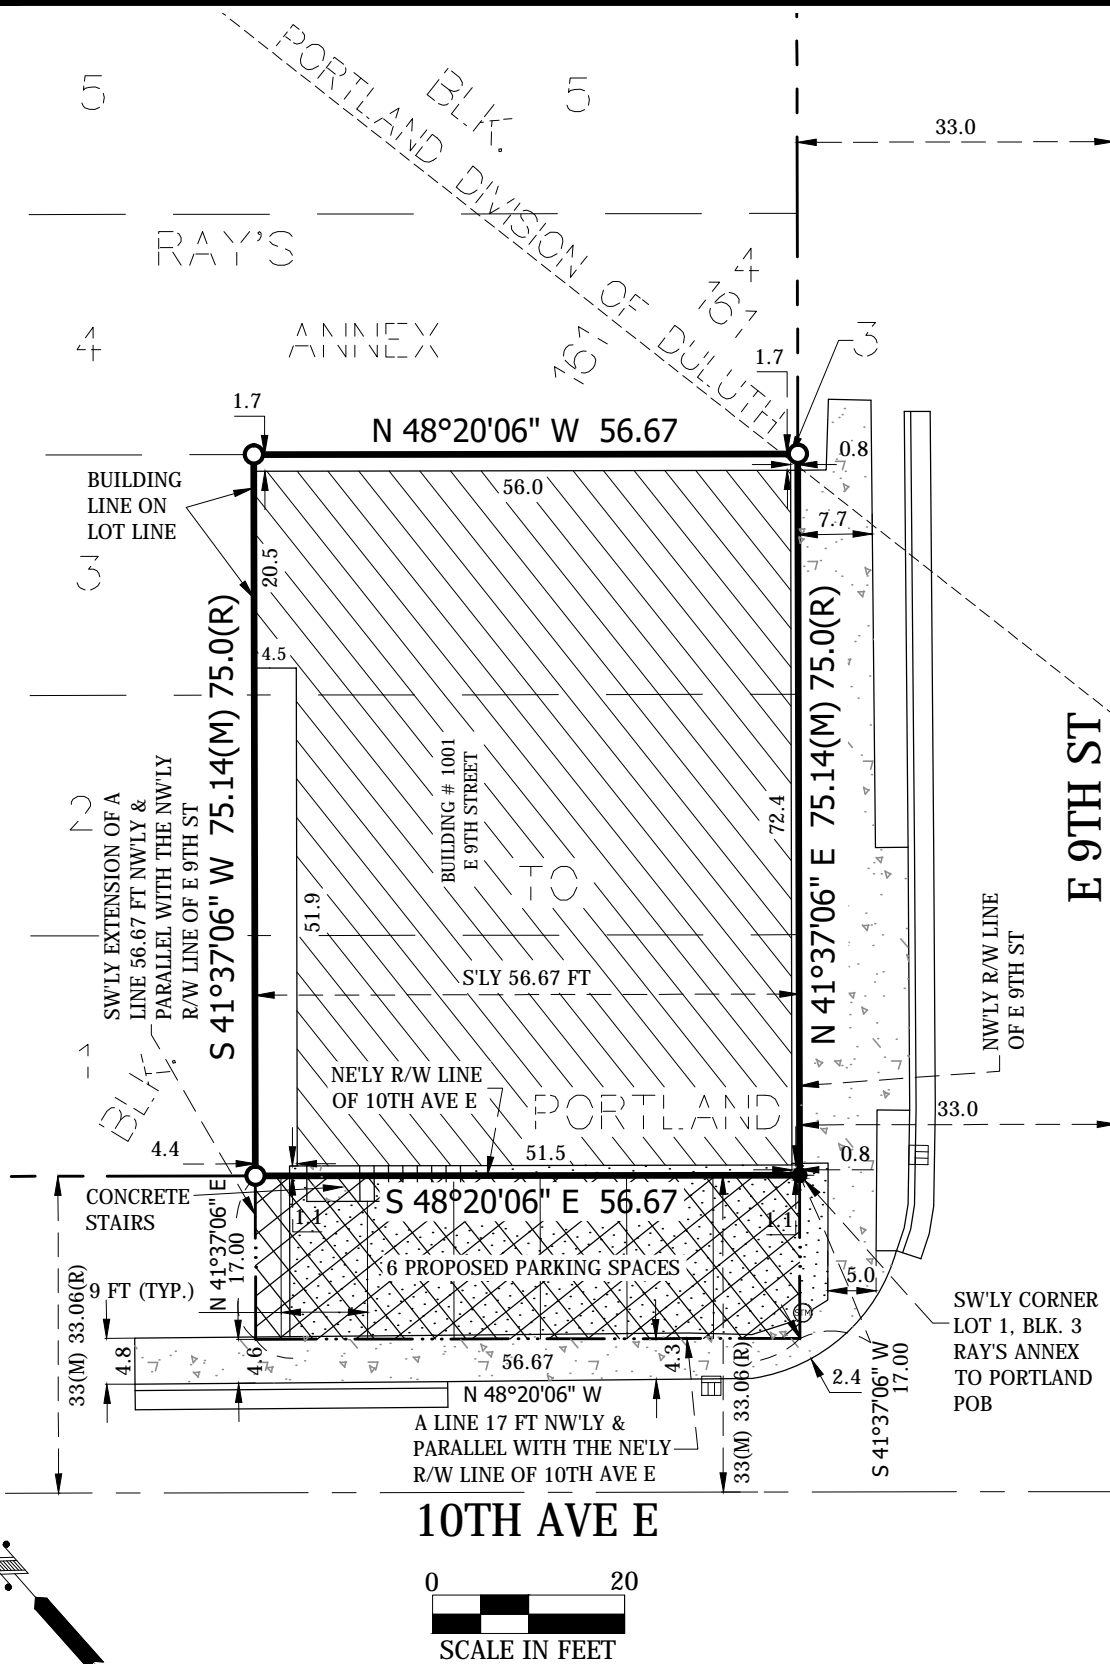 5
BLK.
5
PORTLAND DIVISION OF DULUTH
33.0
RAY'S
4
161
4
ANNEX
161
3
1.7
1.7
N 48°20'06" W 56.67
0.8
BUILDING
LINE ON
LOT LINE
56.0
7.7
3
20.5
4.5
S 41°37'06" W 75.14(M) 75.0(R)
N 41°37'06" E 75.14(M) 75.0(R)
E 9TH ST
BUILDING # 1001
E 9TH STREET
72.4
2
SW'LY EXTENSION OF A
LINE 56.67 FT NW'LY &
PARALLEL WITH THE NW'LY
R/W LINE OF E 9TH ST
TO
51.9
NW'LY R/W LINE
OF E 9TH ST
S'LY 56.67 FT
1
BLK.
NE'LY R/W LINE
OF 10TH AVE E
PORTLAND
33.0
4.4
51.5
0.8
CONCRETE
STAIRS
S 48°20'06" E 56.67
1.1
1.1
N 41°37'06" E
17.00
6 PROPOSED PARKING SPACES
5.0
9 FT (TYP.)
33(M) 33.06(R)
STM
SW'LY CORNER
LOT 1, BLK. 3
RAY'S ANNEX
TO PORTLAND
POB
4.8
4.6
56.67
4.3
2.4
S 41°37'06" W
17.00
N 48°20'06" W
33(M) 33.06(R)
A LINE 17 FT NW'LY &
PARALLEL WITH THE NE'LY
R/W LINE OF 10TH AVE E
10TH AVE E
0 20
SCALE IN FEET